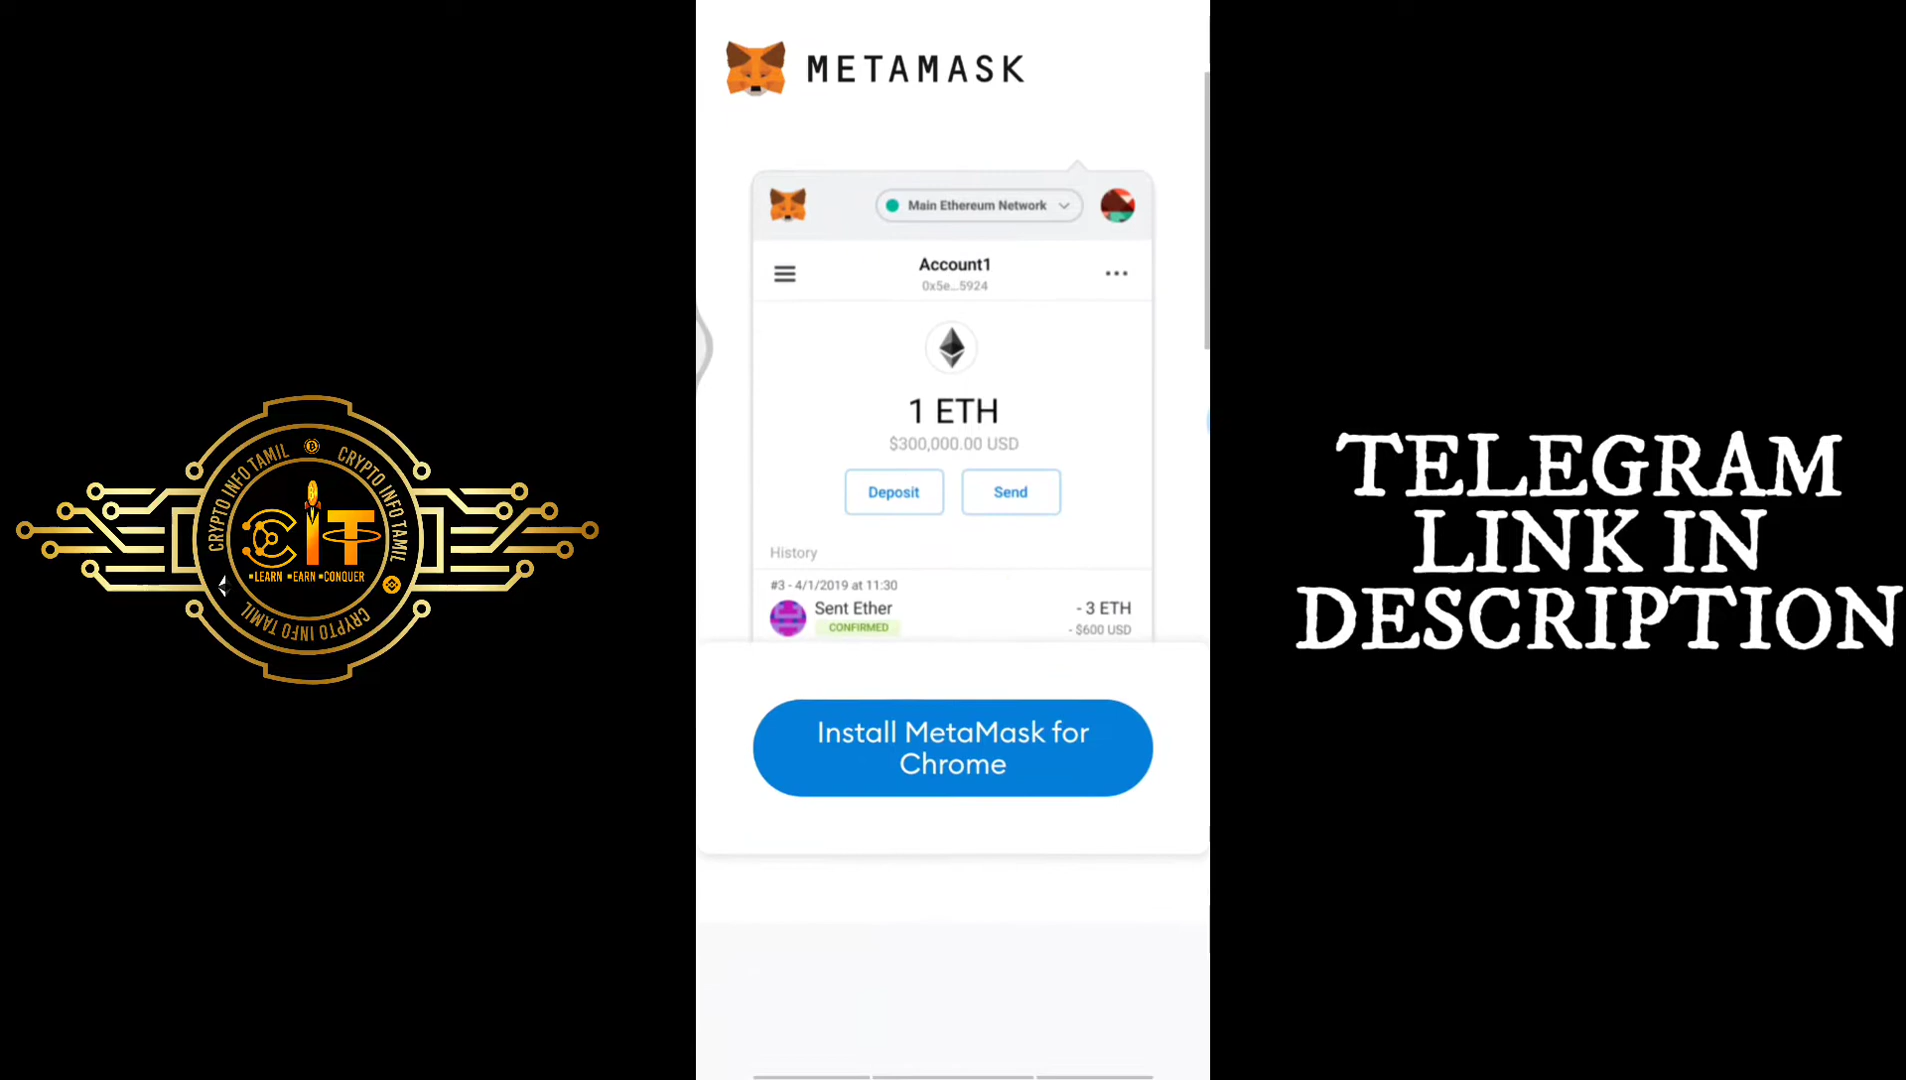 METAMASK
Main Ethereum Network
Account1
0x5e...5924
1 ETH
$300,000.00 USD
Deposit
Send
History
#3 - 4/1/2019 at 11:30
Sent Ether
- 3 ETH
CONFIRMED
- $600 USD
Install MetaMask for
Chrome
CRYPTO INFO TAMIL
CRYPTO INFO TAMIL
CRYPTO INFO TAMIL
CIT
▪LEARN ▪EARN ▪CONQUER
TELEGRAM
LINK IN
DESCRIPTION